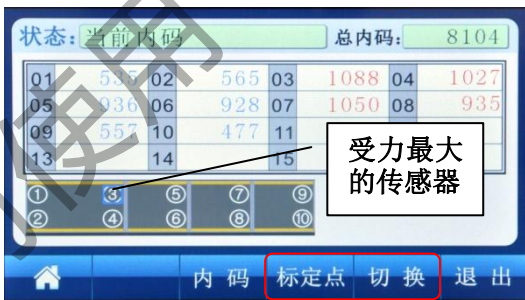 状态: 当前内码 总内码: 8104
01 535 02 565 03 1088 04 1027
05 936 06 928 07 1050 08 935
09 557 10 477 11
13 14 15
受力最大
的传感器
① ③ ⑤ ⑦ ⑨
② ④ ⑥ ⑧ ⑩
内码 标定点 切换 退出
使用